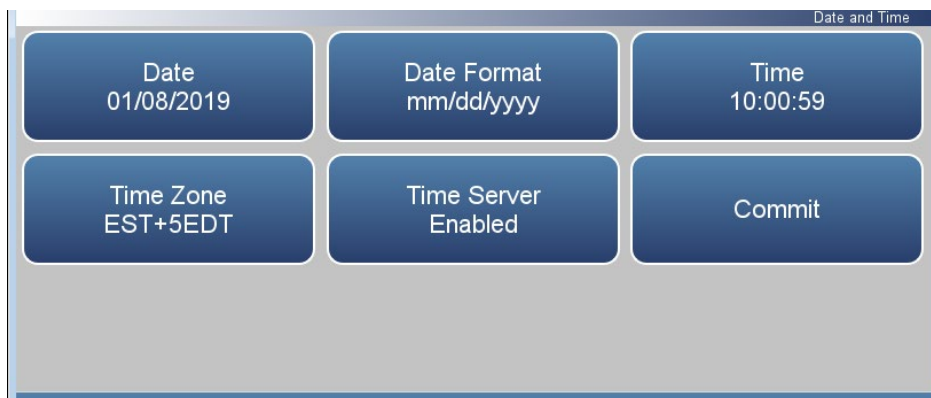 Date and Time
Date
01/08/2019
Date Format
mm/dd/yyyy
Time
10:00:59
Time Zone
EST+5EDT
Time Server
Enabled
Commit